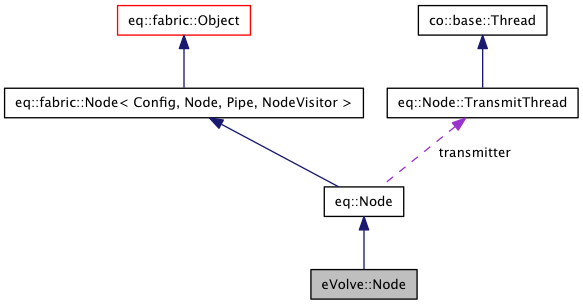 eq::fabric::Object
co::base::Thread
eq::fabric::Node< Config, Node, Pipe, NodeVisitor >
eq::Node::TransmitThread
transmitter
eq::Node
eVolve::Node